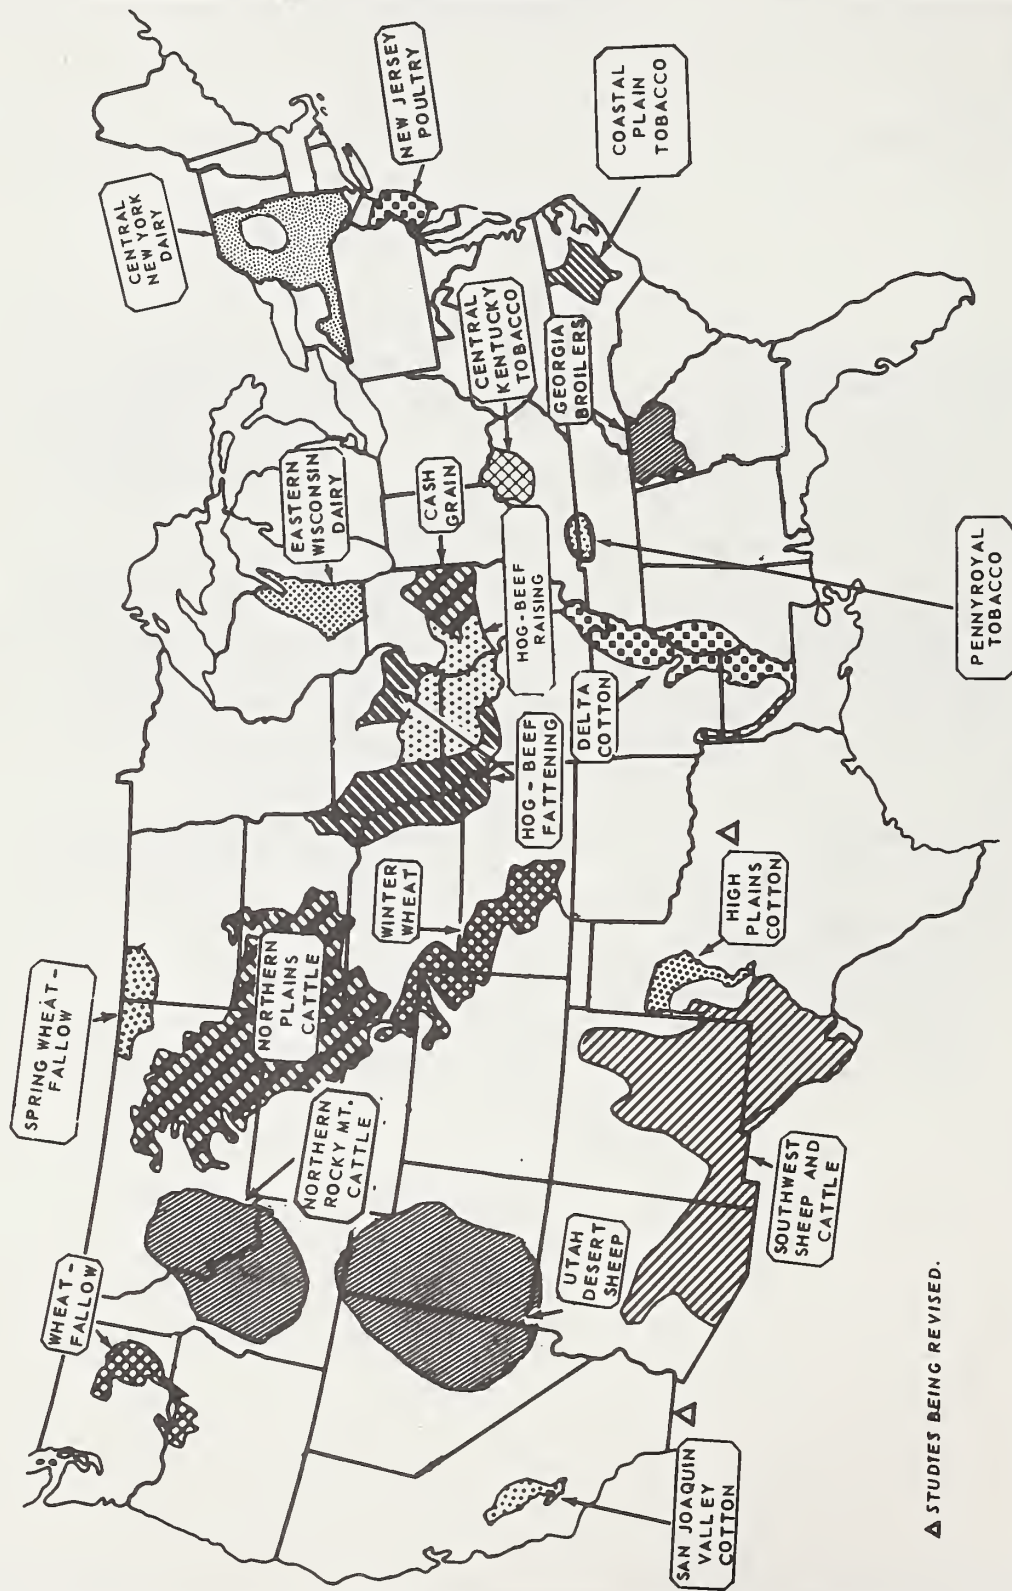 SPRING WHEAT-
FALLOW
WHEAT-
FALLOW
NORTHERN
PLAINS
CATTLE
NORTHERN
ROCKY MT.
CATTLE
EASTERN
WISCONSIN
DAIRY
CENTRAL
NEW YORK
DAIRY
NEW JERSEY
POULTRY
WINTER
WHEAT
CASH
GRAIN
HOG-BEEF
RAISING
HOG - BEEF
FATTENING
CENTRAL
KENTUCKY
TOBACCO
COASTAL
PLAIN
TOBACCO
GEORGIA
BROILERS
DELTA
COTTON
PENNYROYAL
TOBACCO
UTAH
DESERT
SHEEP
SAN JOAQUIN
VALLEY
COTTON
Δ
SOUTHWEST
SHEEP AND
CATTLE
HIGH
PLAINS
COTTON
Δ
Δ STUDIES BEING REVISED.